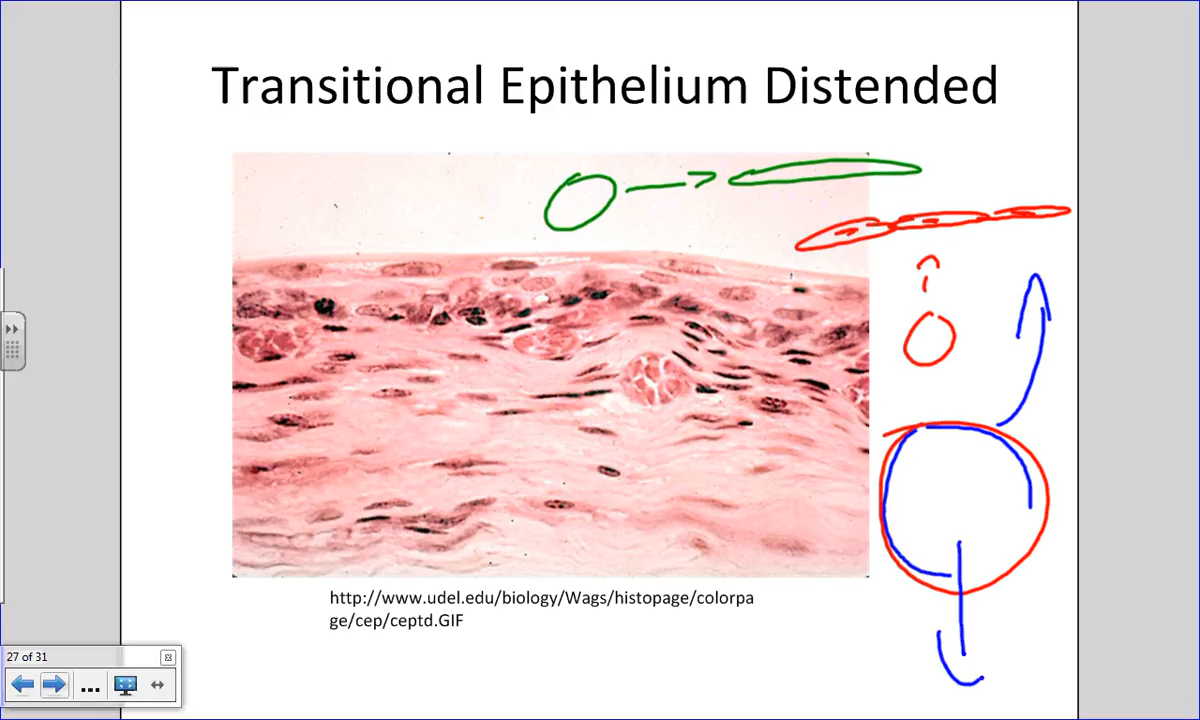 Transitional Epithelium Distended
http://www.udel.edu/biology/Wags/histopage/colorpa
ge/cep/ceptd.GIF
27 of 31
...